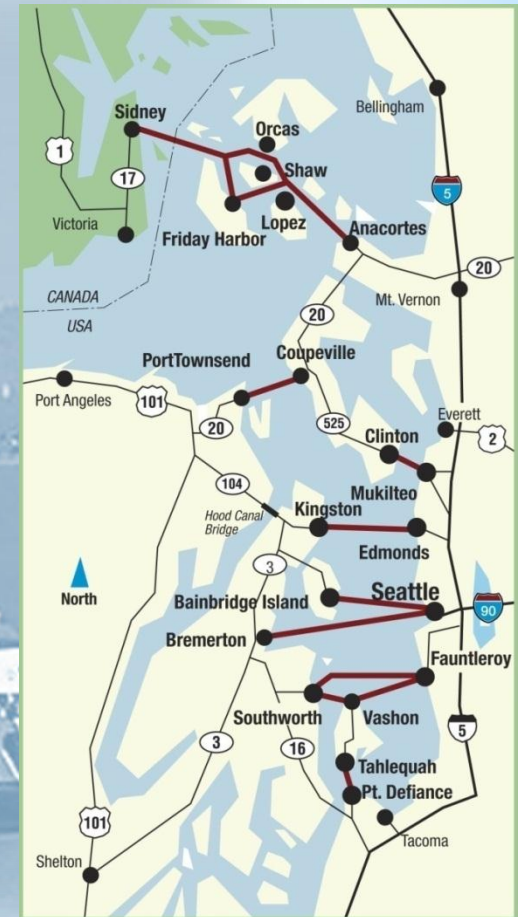 Bellingham
Sidney
Orcas
1
Shaw
17
5
Victoria
Lopez
Friday Harbor
Anacortes
20
CANADA
Mt. Vernon
USA
20
PortTownsend
Coupeville
Port Angeles
101
Everett
20
525
2
Clinton
104
Mukilteo
Hood Canal
Bridge
Kingston
Edmonds
3
North
Seattle
Bainbridge Island
90
Bremerton
Fauntleroy
Southworth
Vashon
5
3
16
Tahlequah
Pt. Defiance
101
Tacoma
Shelton